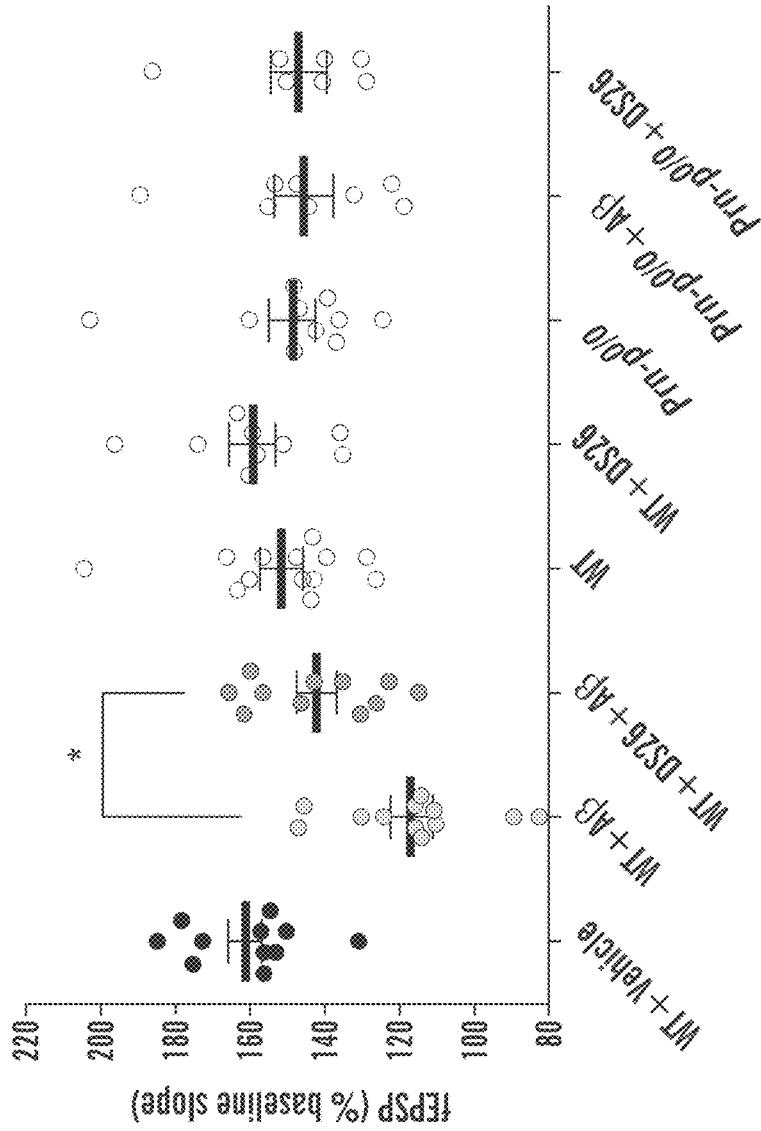 fEPSP (% baseline slope)
220
200
180
160
140
120
100
80
*
WT + Vehicle
WT + Aβ
WT + DS26 + Aβ
WT
WT + DS26
Prn-p0/0
Prn-p0/0 + Aβ
Prn-p0/0 + DS26